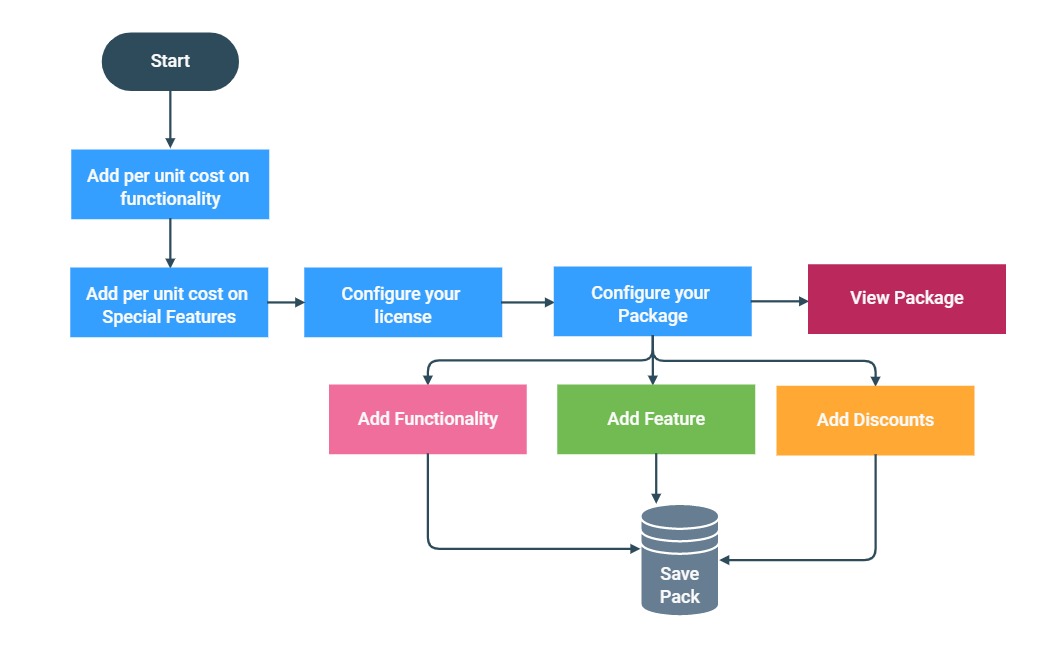 Start
Add per unit cost on
functionality
Add per unit cost on
Special Features
Configure your
license
Configure your
Package
View Package
Add Functionality
Add Feature
Add Discounts
Save
Pack